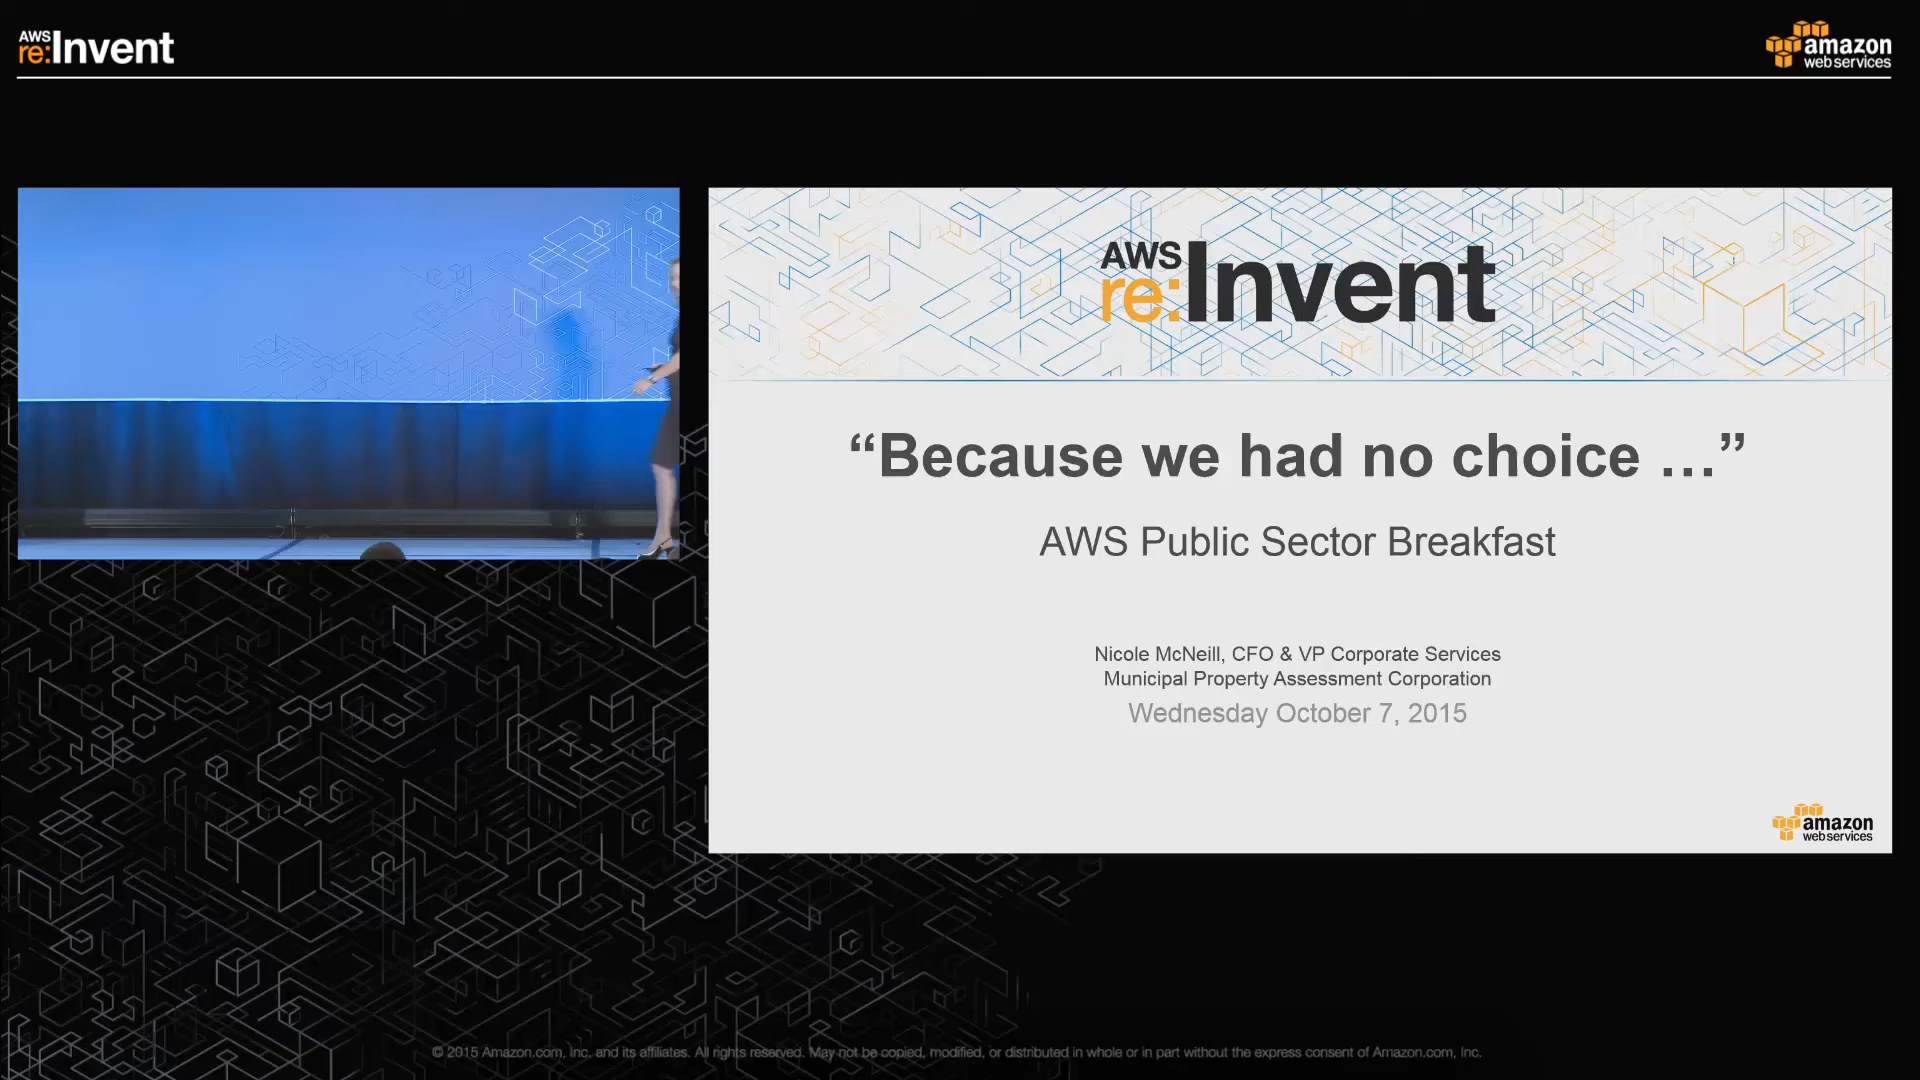 AWS
re:Invent
amazon
web services
AWS
re:Invent
“Because we had no choice …”
AWS Public Sector Breakfast
Nicole McNeill, CFO & VP Corporate Services
Municipal Property Assessment Corporation
Wednesday October 7, 2015
amazon
web services
© 2015 Amazon.com, Inc. and its affiliates. All rights reserved. May not be copied, modified, or distributed in whole or in part without the express consent of Amazon.com, Inc.